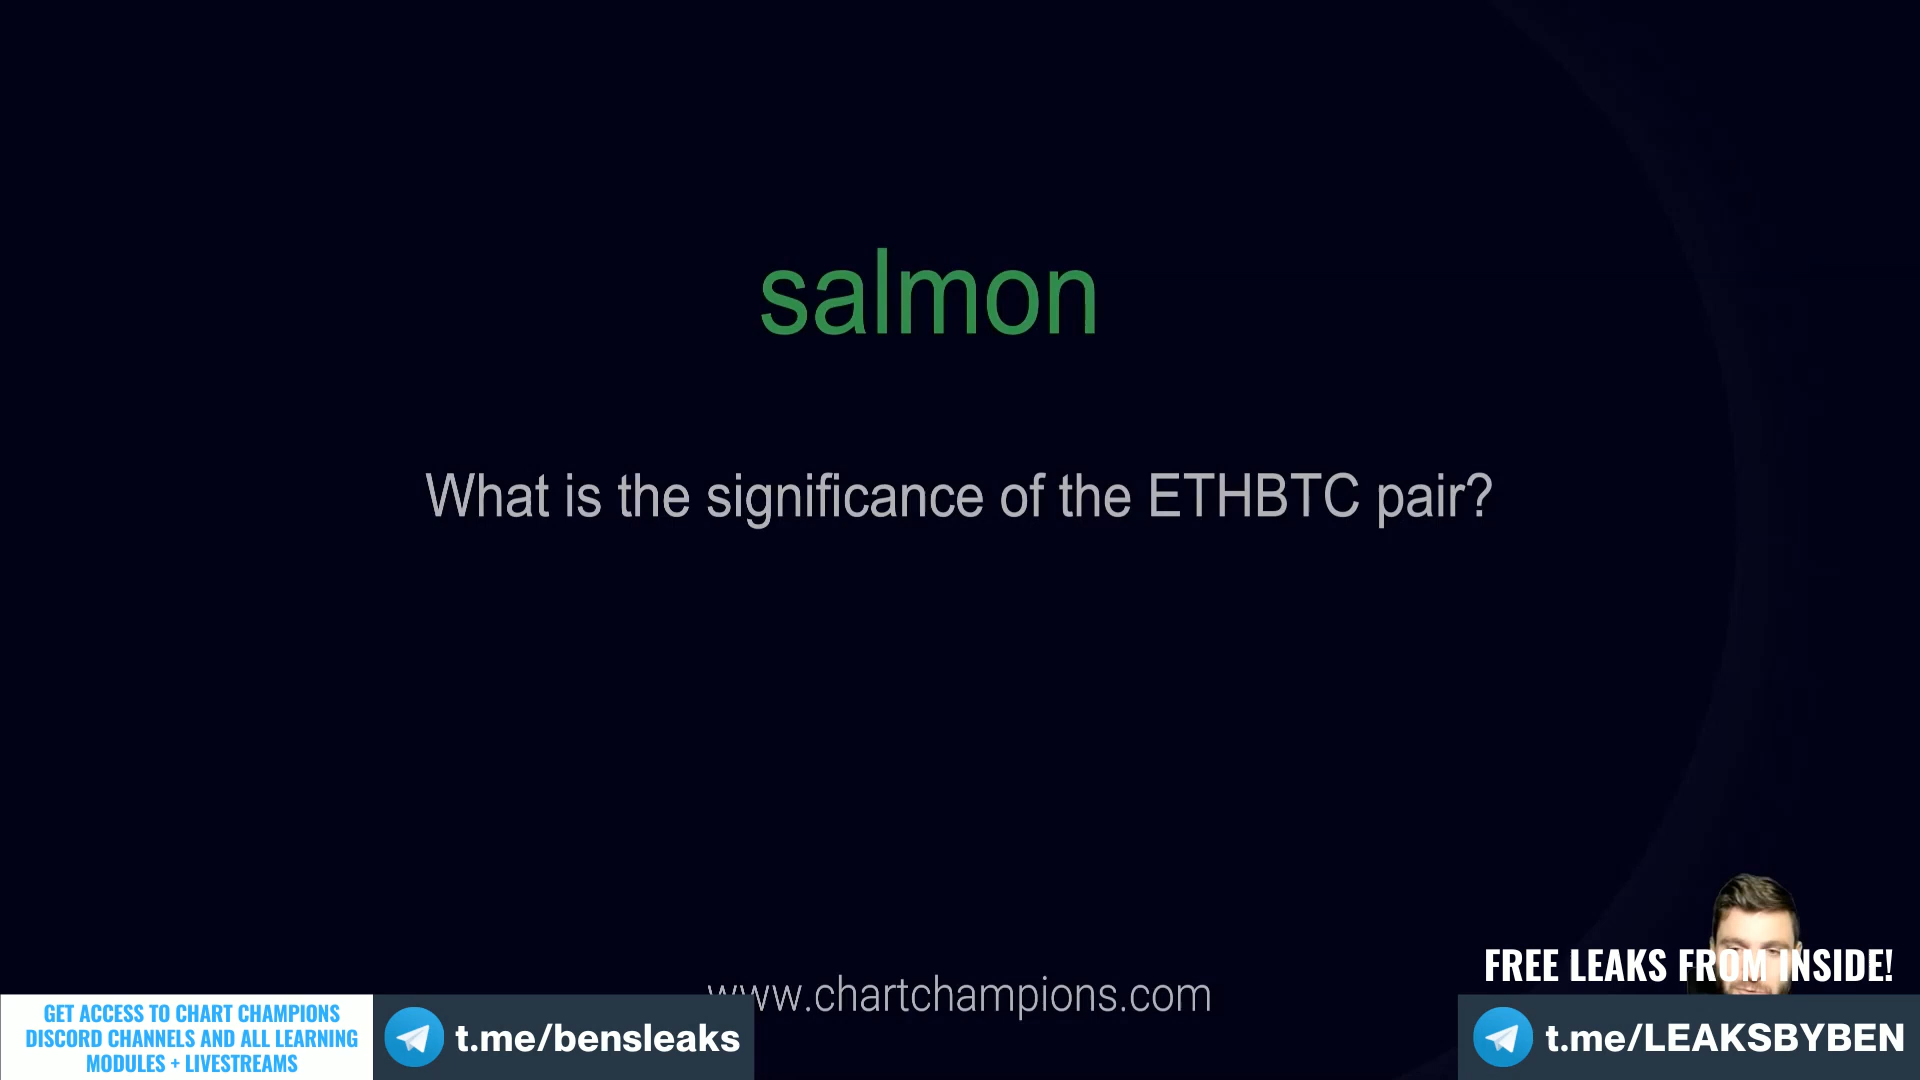 salmon
What is the significance of the ETHBTC pair?
www.chartchampions.com
FREE LEAKS FROM INSIDE!
GET ACCESS TO CHART CHAMPIONS
DISCORD CHANNELS AND ALL LEARNING
MODULES + LIVESTREAMS
t.me/bensleaks
t.me/LEAKSBYBEN